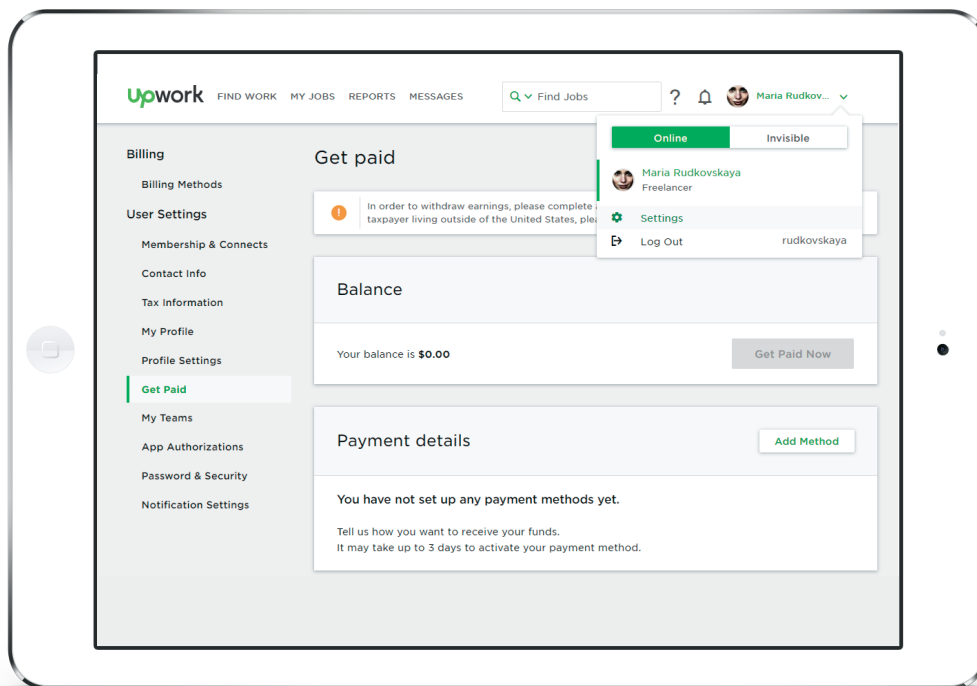 Upwork FIND WORK MY JOBS REPORTS MESSAGES Find Jobs ? Maria Rudkov...
Online Invisible
Maria Rudkovskaya
Freelancer
Settings
Log Out rudkovskaya
Billing
Billing Methods
User Settings
Membership & Connects
Contact Info
Tax Information
My Profile
Profile Settings
Get Paid
My Teams
App Authorizations
Password & Security
Notification Settings
Get paid
! In order to withdraw earnings, please complete
taxpayer living outside of the United States, plea
Balance
Your balance is $0.00 Get Paid Now
Payment details Add Method
You have not set up any payment methods yet.
Tell us how you want to receive your funds.
It may take up to 3 days to activate your payment method.